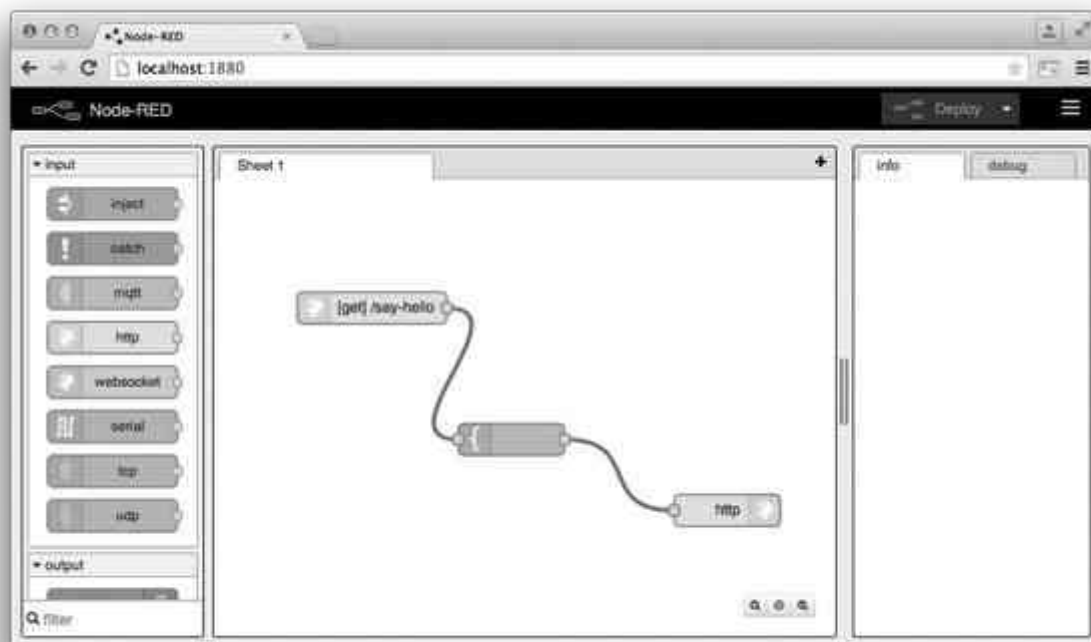 Node-RED
localhost:1880
Node-RED
Deploy
input
inject
catch
mqtt
http
websocket
serial
tcp
udp
output
filter
Sheet 1
[get] /say-hello
http
info
debug